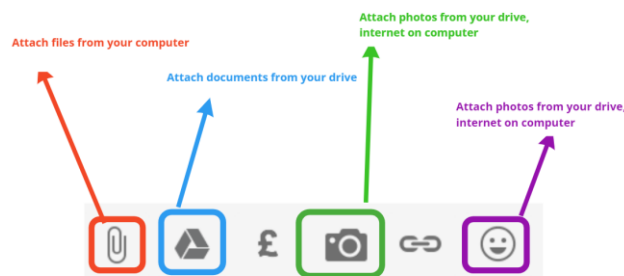 Attach photos from your drive,
internet on computer
Attach files from your computer
Attach documents from your drive
Attach photos from your drive,
internet on computer
£